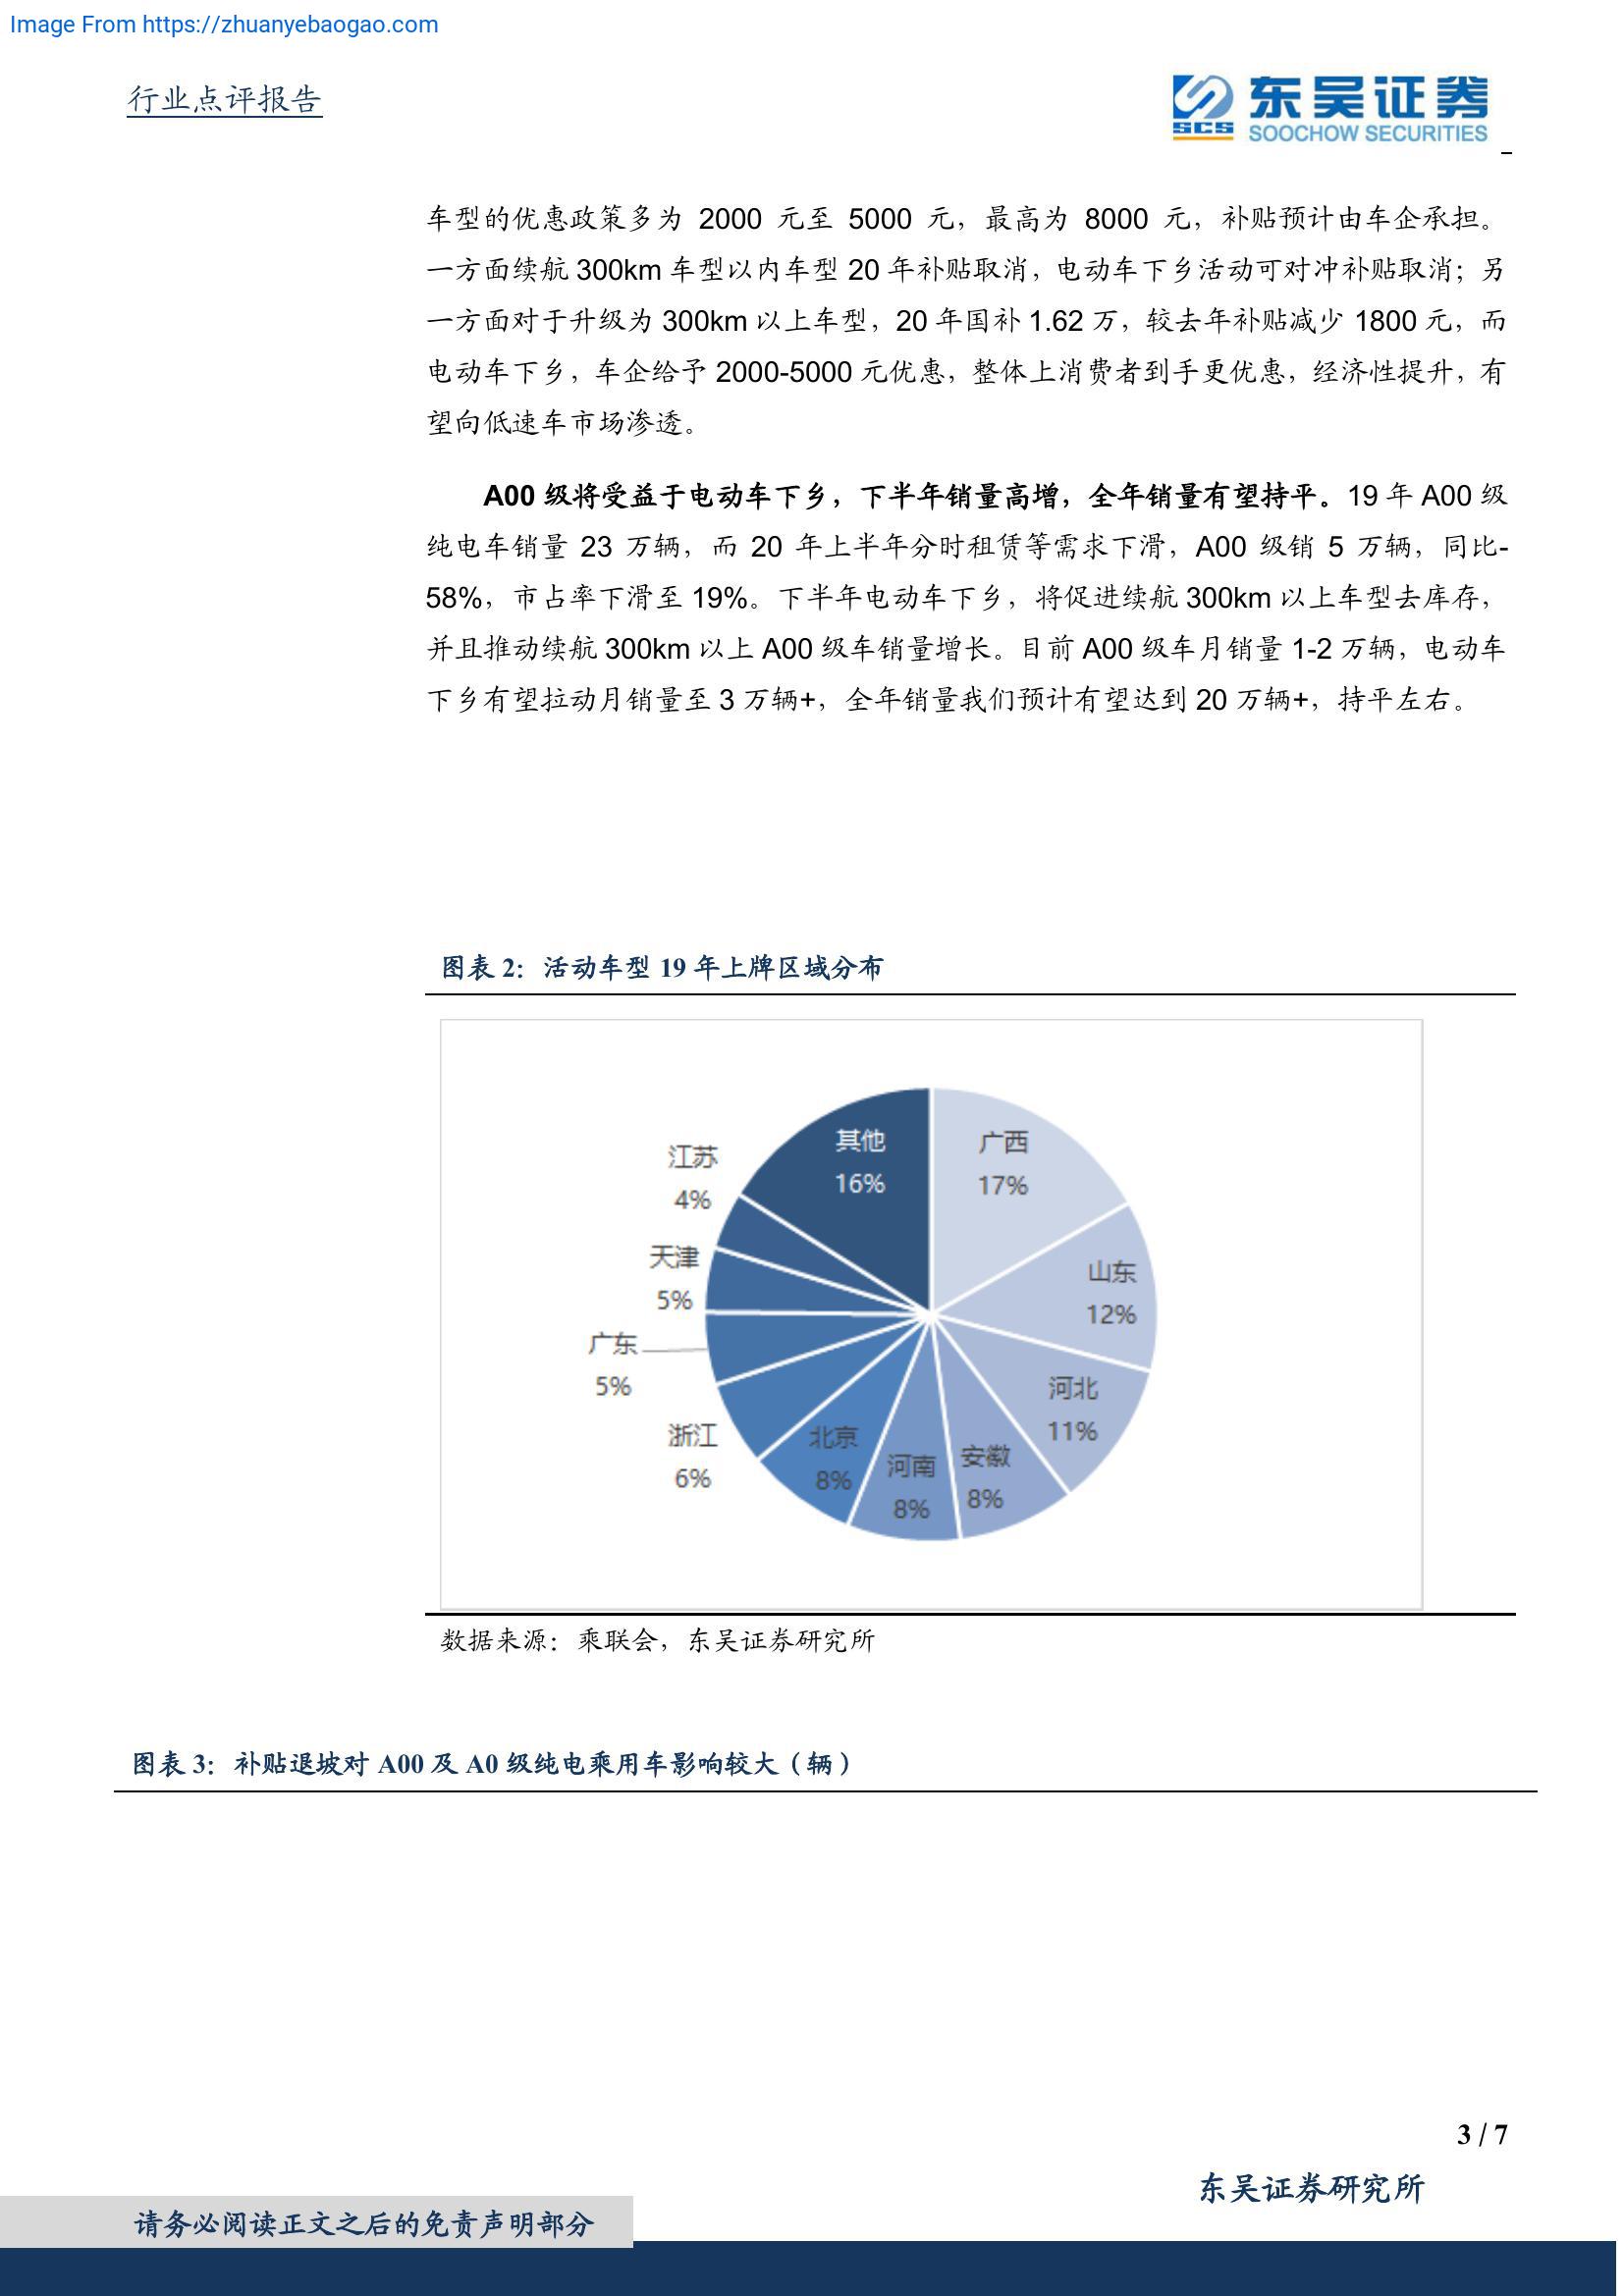 Image From https://zhuanyebaogao.com
行业点评报告
东吴证券
SCS
SOOCHOW SECURITIES
车型的优惠政策多为 2000 元至 5000 元，最高为 8000 元，补贴预计由车企承担。
一方面续航 300km 车型以内车型 20 年补贴取消，电动车下乡活动可对冲补贴取消；另
一方面对于升级为 300km 以上车型，20 年国补 1.62 万，较去年补贴减少 1800 元，而
电动车下乡，车企给予 2000-5000 元优惠，整体上消费者到手更优惠，经济性提升，有
望向低速车市场渗透。
A00 级将受益于电动车下乡，下半年销量高增，全年销量有望持平。19 年 A00 级
纯电车销量 23 万辆，而 20 年上半年分时租赁等需求下滑，A00 级销 5 万辆，同比-
58%，市占率下滑至 19%。下半年电动车下乡，将促进续航 300km 以上车型去库存，
并且推动续航 300km 以上 A00 级车销量增长。目前 A00 级车月销量 1-2 万辆，电动车
下乡有望拉动月销量至 3 万辆+，全年销量我们预计有望达到 20 万辆+，持平左右。
图表 2：活动车型 19 年上牌区域分布
其他
16%
广西
17%
江苏
4%
山东
12%
天津
5%
广东
5%
河北
11%
浙江
6%
北京
8%
河南
8%
安徽
8%
数据来源：乘联会，东吴证券研究所
图表 3：补贴退坡对 A00 及 A0 级纯电乘用车影响较大（辆）
3 / 7
东吴证券研究所
请务必阅读正文之后的免责声明部分